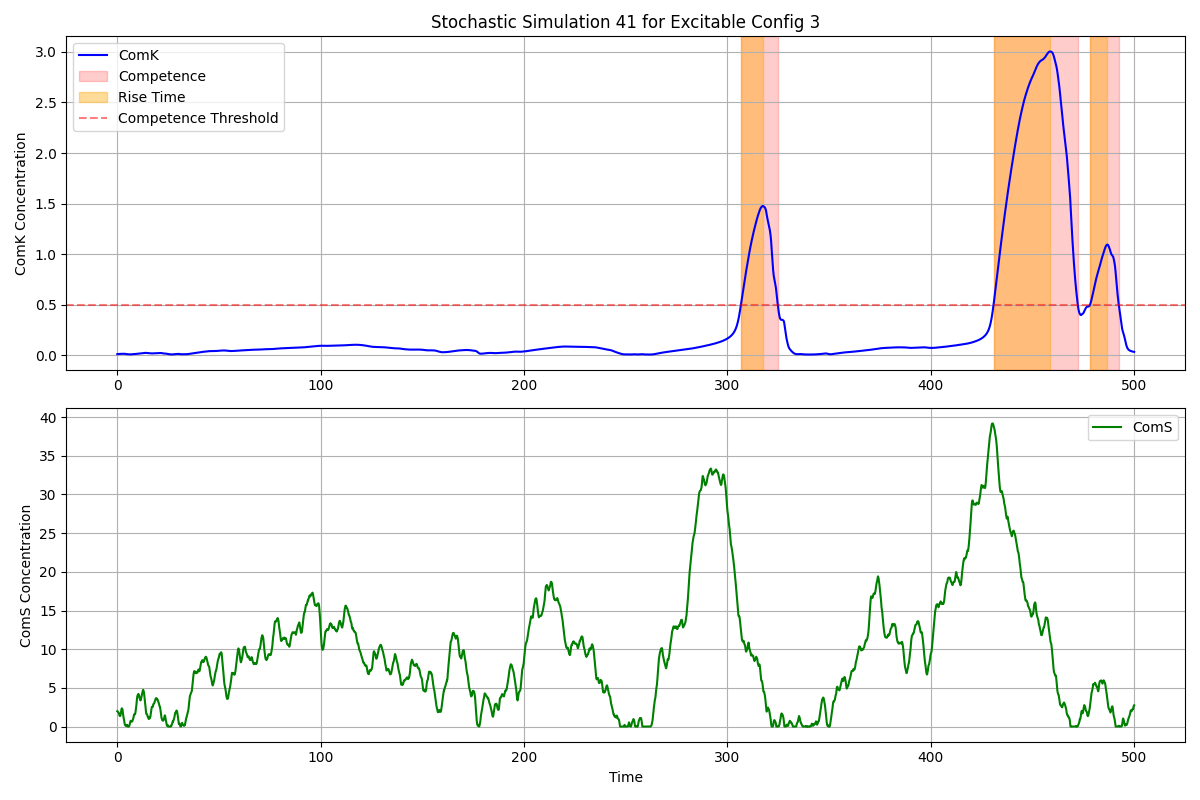 Stochastic Simulation 41 for Excitable Config 3
ComK Concentration
3.0
2.5
2.0
1.5
1.0
0.5
0.0
ComK
Competence
Rise Time
Competence Threshold
0 100 200 300 400 500
ComS Concentration
40
35
30
25
20
15
10
5
0
ComS
0 100 200 300 400 500
Time